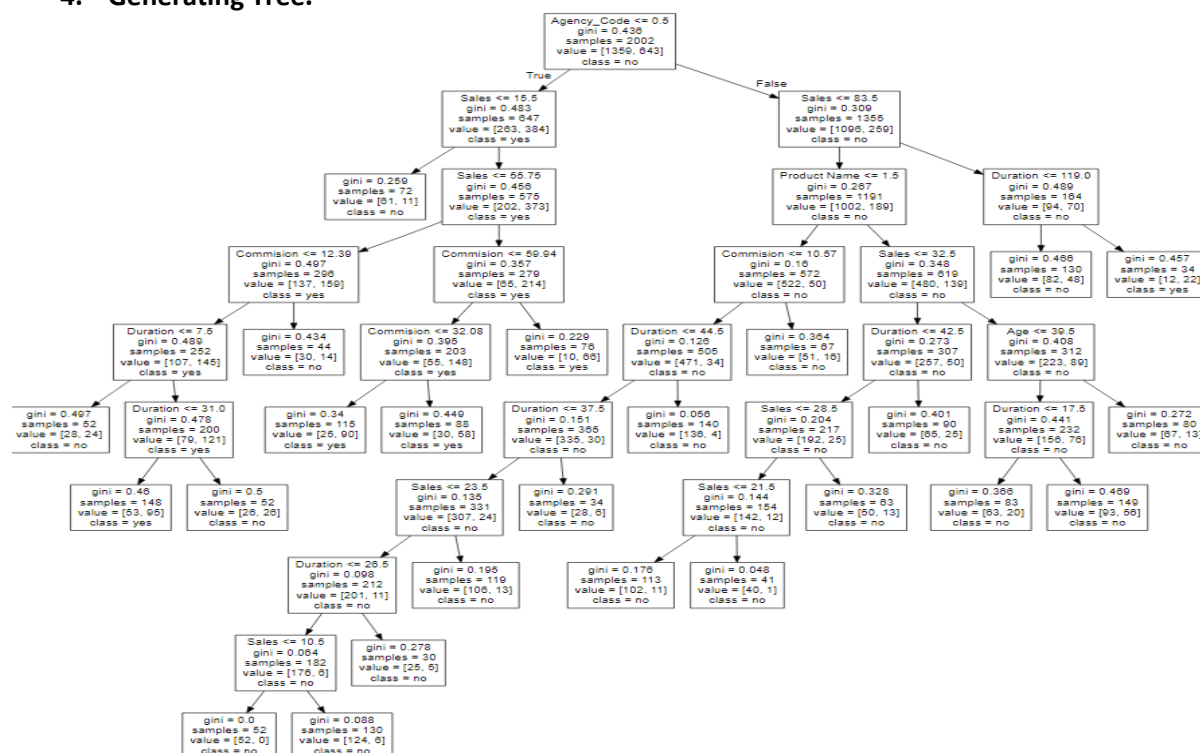 4. Generating Tree:
Agency_Code <= 0.5
gini = 0.436
samples = 2002
value = [1359, 643]
class = no
True
False
Sales <= 15.5
gini = 0.483
samples = 647
value = [263, 384]
class = yes
Sales <= 83.5
gini = 0.309
samples = 1355
value = [1096, 259]
class = no
gini = 0.259
samples = 72
value = [61, 11]
class = no
Sales <= 55.75
gini = 0.456
samples = 575
value = [202, 373]
class = yes
Product Name <= 1.5
gini = 0.267
samples = 1191
value = [1002, 189]
class = no
Duration <= 119.0
gini = 0.489
samples = 164
value = [94, 70]
class = no
Commision <= 12.39
gini = 0.497
samples = 296
value = [137, 159]
class = yes
Commision <= 59.94
gini = 0.357
samples = 279
value = [65, 214]
class = yes
Commision <= 10.57
gini = 0.16
samples = 572
value = [522, 50]
class = no
Sales <= 32.5
gini = 0.348
samples = 619
value = [480, 139]
class = no
gini = 0.466
samples = 130
value = [82, 48]
class = no
gini = 0.457
samples = 34
value = [12, 22]
class = yes
Duration <= 7.5
gini = 0.489
samples = 252
value = [107, 145]
class = yes
gini = 0.434
samples = 44
value = [30, 14]
class = no
Commision <= 32.08
gini = 0.395
samples = 203
value = [55, 148]
class = yes
gini = 0.229
samples = 76
value = [10, 66]
class = yes
Duration <= 44.5
gini = 0.126
samples = 505
value = [471, 34]
class = no
gini = 0.364
samples = 67
value = [51, 16]
class = no
Duration <= 42.5
gini = 0.273
samples = 307
value = [257, 50]
class = no
Age <= 39.5
gini = 0.408
samples = 312
value = [223, 89]
class = no
gini = 0.497
samples = 52
value = [28, 24]
class = no
Duration <= 31.0
gini = 0.478
samples = 200
value = [79, 121]
class = yes
gini = 0.34
samples = 115
value = [25, 90]
class = yes
gini = 0.449
samples = 88
value = [30, 58]
class = yes
Duration <= 37.5
gini = 0.151
samples = 365
value = [335, 30]
class = no
gini = 0.056
samples = 140
value = [136, 4]
class = no
Sales <= 28.5
gini = 0.204
samples = 217
value = [192, 25]
class = no
gini = 0.401
samples = 90
value = [65, 25]
class = no
Duration <= 17.5
gini = 0.441
samples = 232
value = [156, 76]
class = no
gini = 0.272
samples = 80
value = [67, 13]
class = no
gini = 0.46
samples = 148
value = [53, 95]
class = yes
gini = 0.5
samples = 52
value = [26, 26]
class = no
Sales <= 23.5
gini = 0.135
samples = 331
value = [307, 24]
class = no
gini = 0.291
samples = 34
value = [28, 6]
class = no
Sales <= 21.5
gini = 0.144
samples = 154
value = [142, 12]
class = no
gini = 0.328
samples = 63
value = [50, 13]
class = no
gini = 0.366
samples = 83
value = [63, 20]
class = no
gini = 0.469
samples = 149
value = [93, 56]
class = no
Duration <= 26.5
gini = 0.098
samples = 212
value = [201, 11]
class = no
gini = 0.195
samples = 119
value = [106, 13]
class = no
gini = 0.176
samples = 113
value = [102, 11]
class = no
gini = 0.048
samples = 41
value = [40, 1]
class = no
Sales <= 10.5
gini = 0.064
samples = 182
value = [176, 6]
class = no
gini = 0.278
samples = 30
value = [25, 5]
class = no
gini = 0.0
samples = 52
value = [52, 0]
class = no
gini = 0.088
samples = 130
value = [124, 6]
class = no